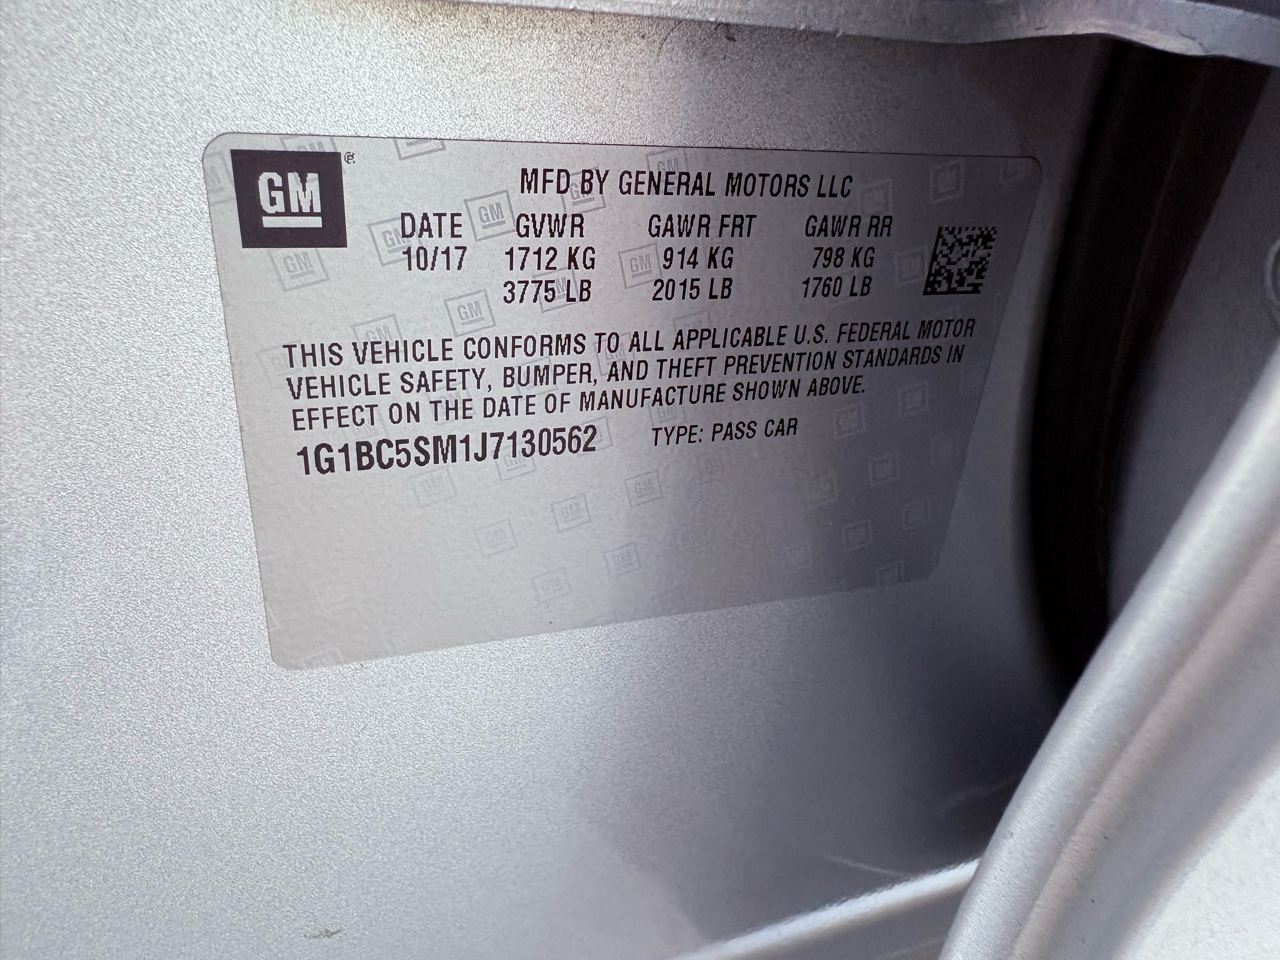 GM
MFD BY GENERAL MOTORS LLC
DATE GVWR GAWR FRT GAWR RR
10/17 1712 KG 914 KG 798 KG
3775 LB 2015 LB 1760 LB
THIS VEHICLE CONFORMS TO ALL APPLICABLE U.S. FEDERAL MOTOR
VEHICLE SAFETY, BUMPER, AND THEFT PREVENTION STANDARDS IN
EFFECT ON THE DATE OF MANUFACTURE SHOWN ABOVE.
1G1BC5SM1J7130562 TYPE: PASS CAR